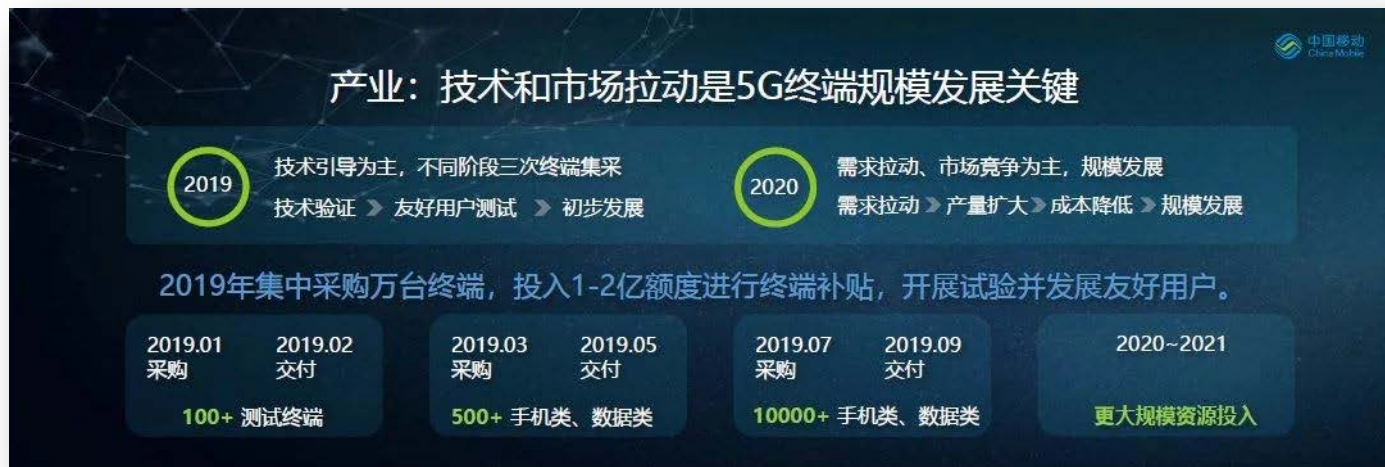 中国移动
China Mobile
产业：技术和市场拉动是5G终端规模发展关键
2019
技术引导为主，不同阶段三次终端集采
技术验证 》 友好用户测试 》 初步发展
2020
需求拉动、市场竞争为主，规模发展
需求拉动 》 产量扩大 》 成本降低 》 规模发展
2019年集中采购万台终端，投入1-2亿额度进行终端补贴，开展试验并发展友好用户。
2019.01 2019.02
采购 交付
100+ 测试终端
2019.03 2019.05
采购 交付
500+ 手机类、数据类
2019.07 2019.09
采购 交付
10000+ 手机类、数据类
2020~2021
更大规模资源投入